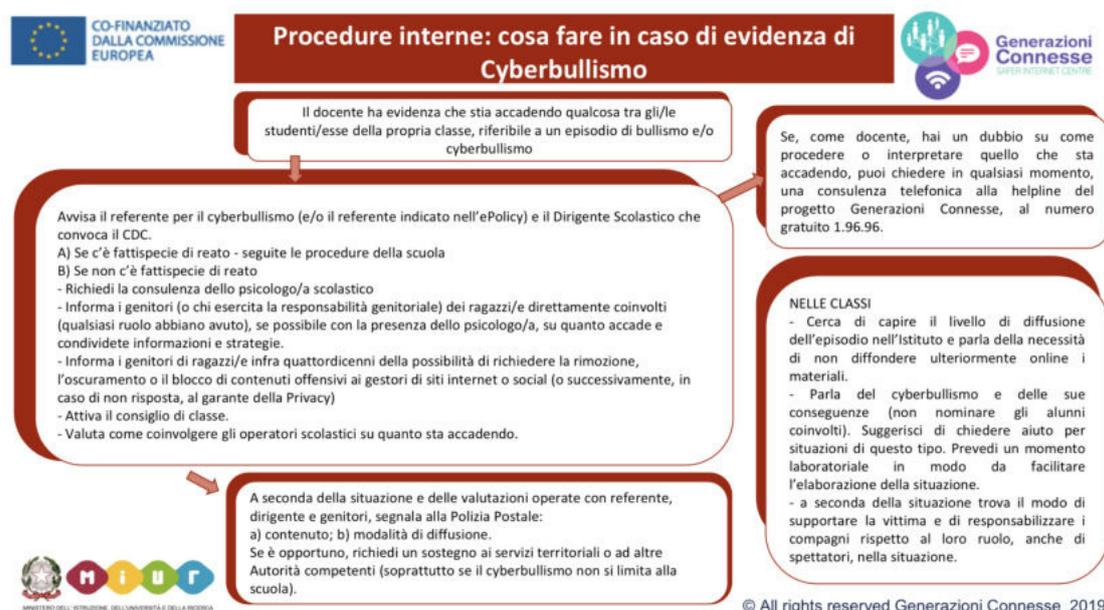 CO-FINANZIATO
DALLA COMMISSIONE
EUROPEA
Procedure interne: cosa fare in caso di evidenza di
Cyberbullismo
Generazioni
Connesse
SAFER INTERNET CENTRE
Il docente ha evidenza che stia accadendo qualcosa tra gli/le
studenti/esse della propria classe, riferibile a un episodio di bullismo e/o
cyberbullismo
Se, come docente, hai un dubbio su come
procedere o interpretare quello che sta
accadendo, puoi chiedere in qualsiasi momento,
una consulenza telefonica alla helpline del
progetto Generazioni Connesse, al numero
gratuito 1.96.96.
Avvisa il referente per il cyberbullismo (e/o il referente indicato nell'ePolicy) e il Dirigente Scolastico che
convoca il CDC.
A) Se c'è fattispecie di reato - seguite le procedure della scuola
B) Se non c'è fattispecie di reato
- Richiedi la consulenza dello psicologo/a scolastico
- Informa i genitori (o chi esercita la responsabilità genitoriale) dei ragazzi/e direttamente coinvolti
(qualsiasi ruolo abbiano avuto), se possibile con la presenza dello psicologo/a, su quanto accade e
condividete informazioni e strategie.
- Informa i genitori di ragazzi/e infra quattordicenni della possibilità di richiedere la rimozione,
l'oscuramento o il blocco di contenuti offensivi ai gestori di siti internet o social (o successivamente, in
caso di non risposta, al garante della Privacy)
- Attiva il consiglio di classe.
- Valuta come coinvolgere gli operatori scolastici su quanto sta accadendo.
NELLE CLASSI
- Cerca di capire il livello di diffusione
dell'episodio nell'Istituto e parla della necessità
di non diffondere ulteriormente online i
materiali.
- Parla del cyberbullismo e delle sue
conseguenze (non nominare gli alunni
coinvolti). Suggerisci di chiedere aiuto per
situazioni di questo tipo. Prevedi un momento
laboratoriale in modo da facilitare
l'elaborazione della situazione.
- a seconda della situazione trova il modo di
supportare la vittima e di responsabilizzare i
compagni rispetto al loro ruolo, anche di
spettatori, nella situazione.
A seconda della situazione e delle valutazioni operate con referente,
dirigente e genitori, segnala alla Polizia Postale:
a) contenuto; b) modalità di diffusione.
Se è opportuno, richiedi un sostegno ai servizi territoriali o ad altre
Autorità competenti (soprattutto se il cyberbullismo non si limita alla
scuola).
miur
MINISTERO DELL'ISTRUZIONE, DELL'UNIVERSITÀ E DELLA RICERCA
© All rights reserved Generazioni Connesse 2019